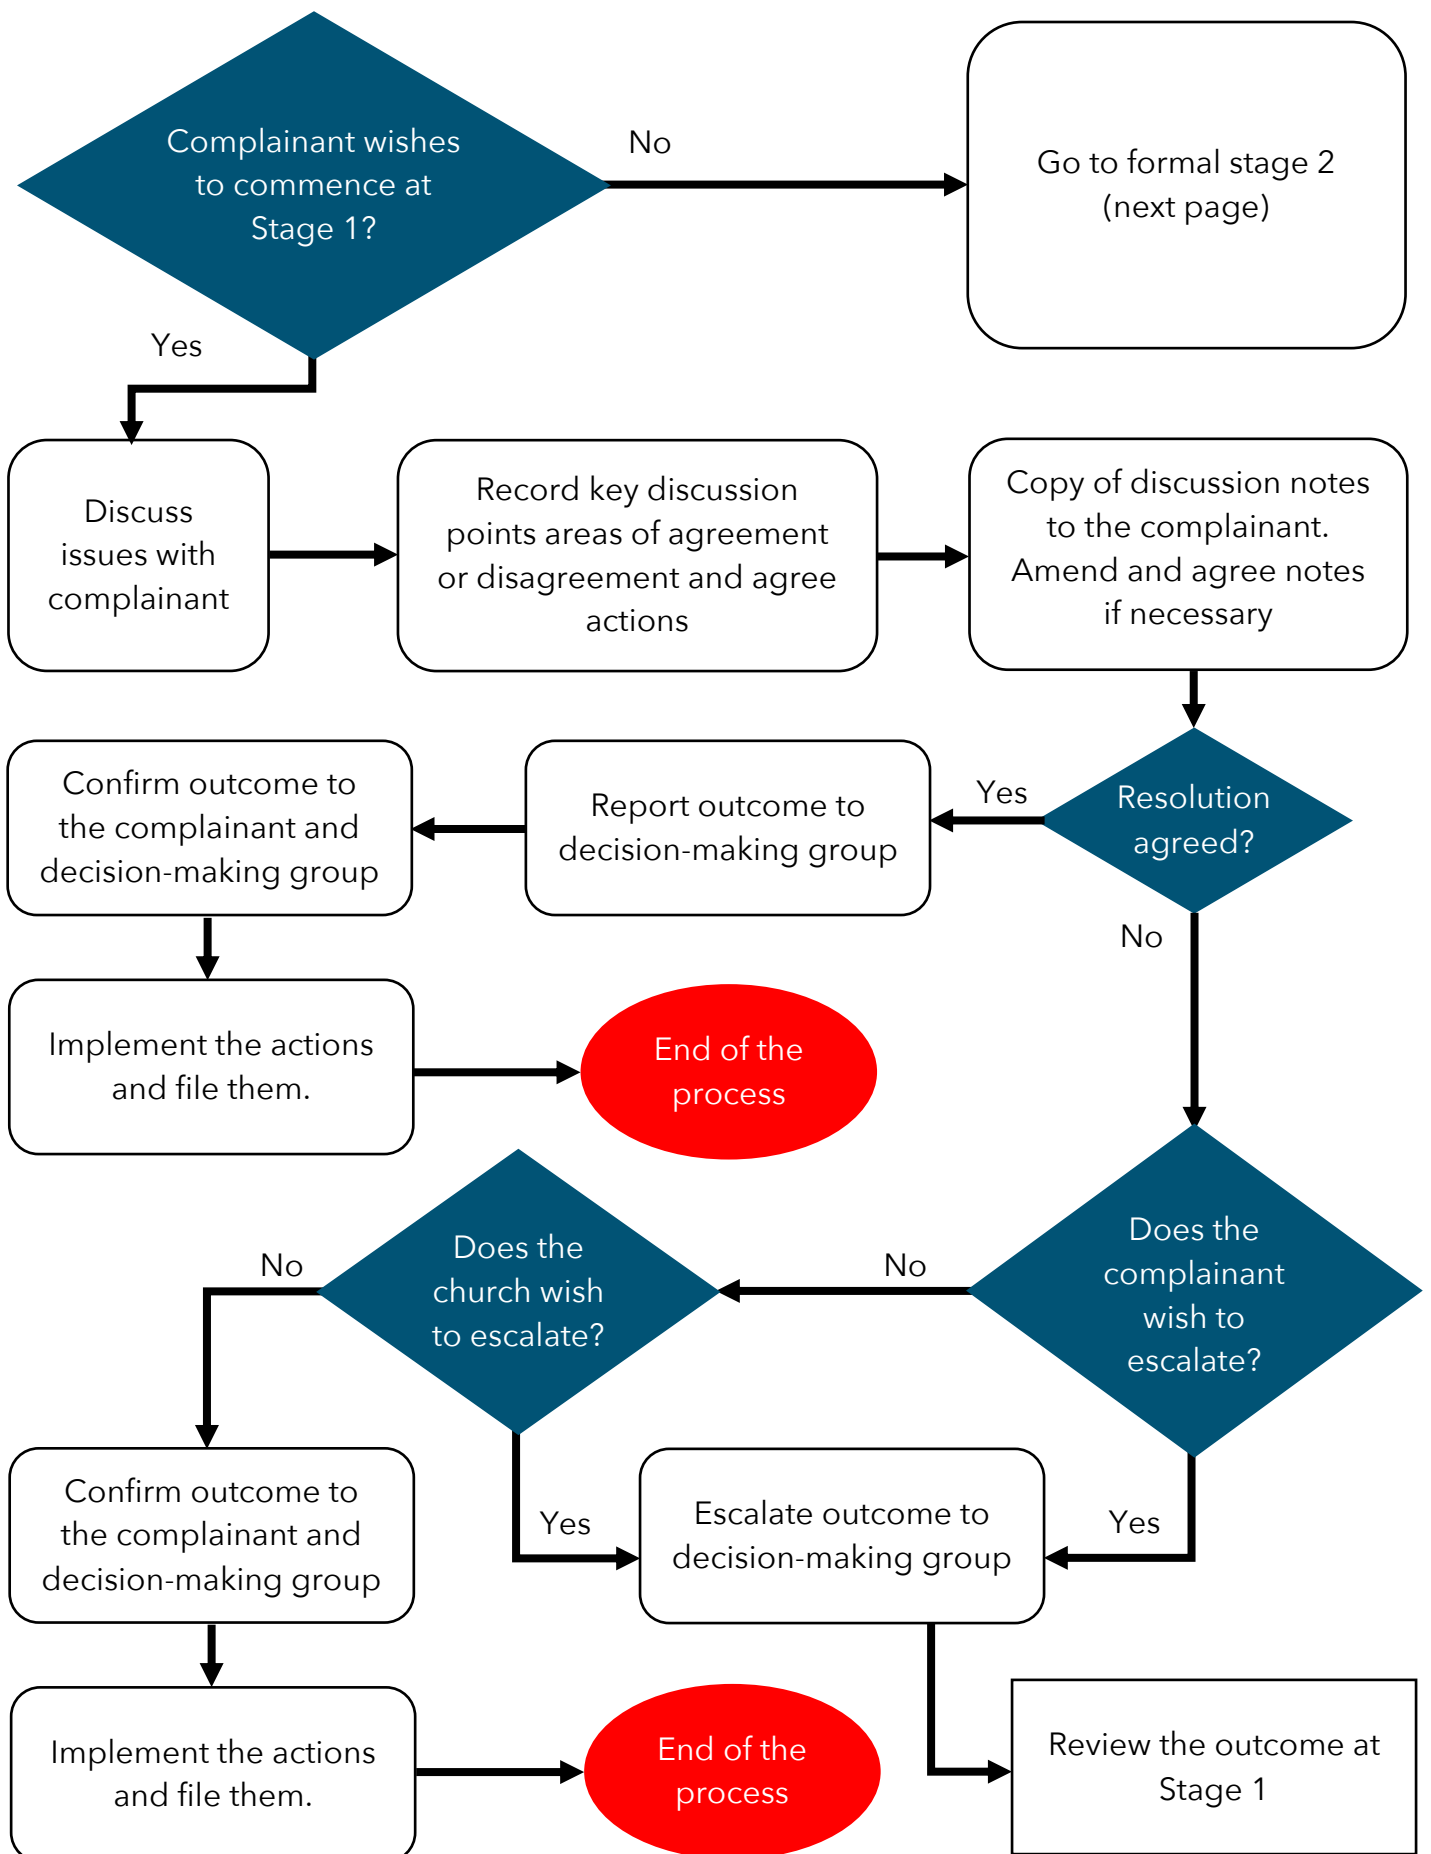 Complainant wishes
to commence at
Stage 1?
No
Go to formal stage 2
(next page)
Yes
Discuss
issues with
complainant
Record key discussion
points areas of agreement
or disagreement and agree
actions
Copy of discussion notes
to the complainant.
Amend and agree notes
if necessary
Resolution
agreed?
Yes
Report outcome to
decision-making group
Confirm outcome to
the complainant and
decision-making group
Implement the actions
and file them.
End of the
process
No
Does the
complainant
wish to
escalate?
No
Does the
church wish
to escalate?
No
Yes
Escalate outcome to
decision-making group
Yes
Confirm outcome to
the complainant and
decision-making group
Implement the actions
and file them.
End of the
process
Review the outcome at
Stage 1